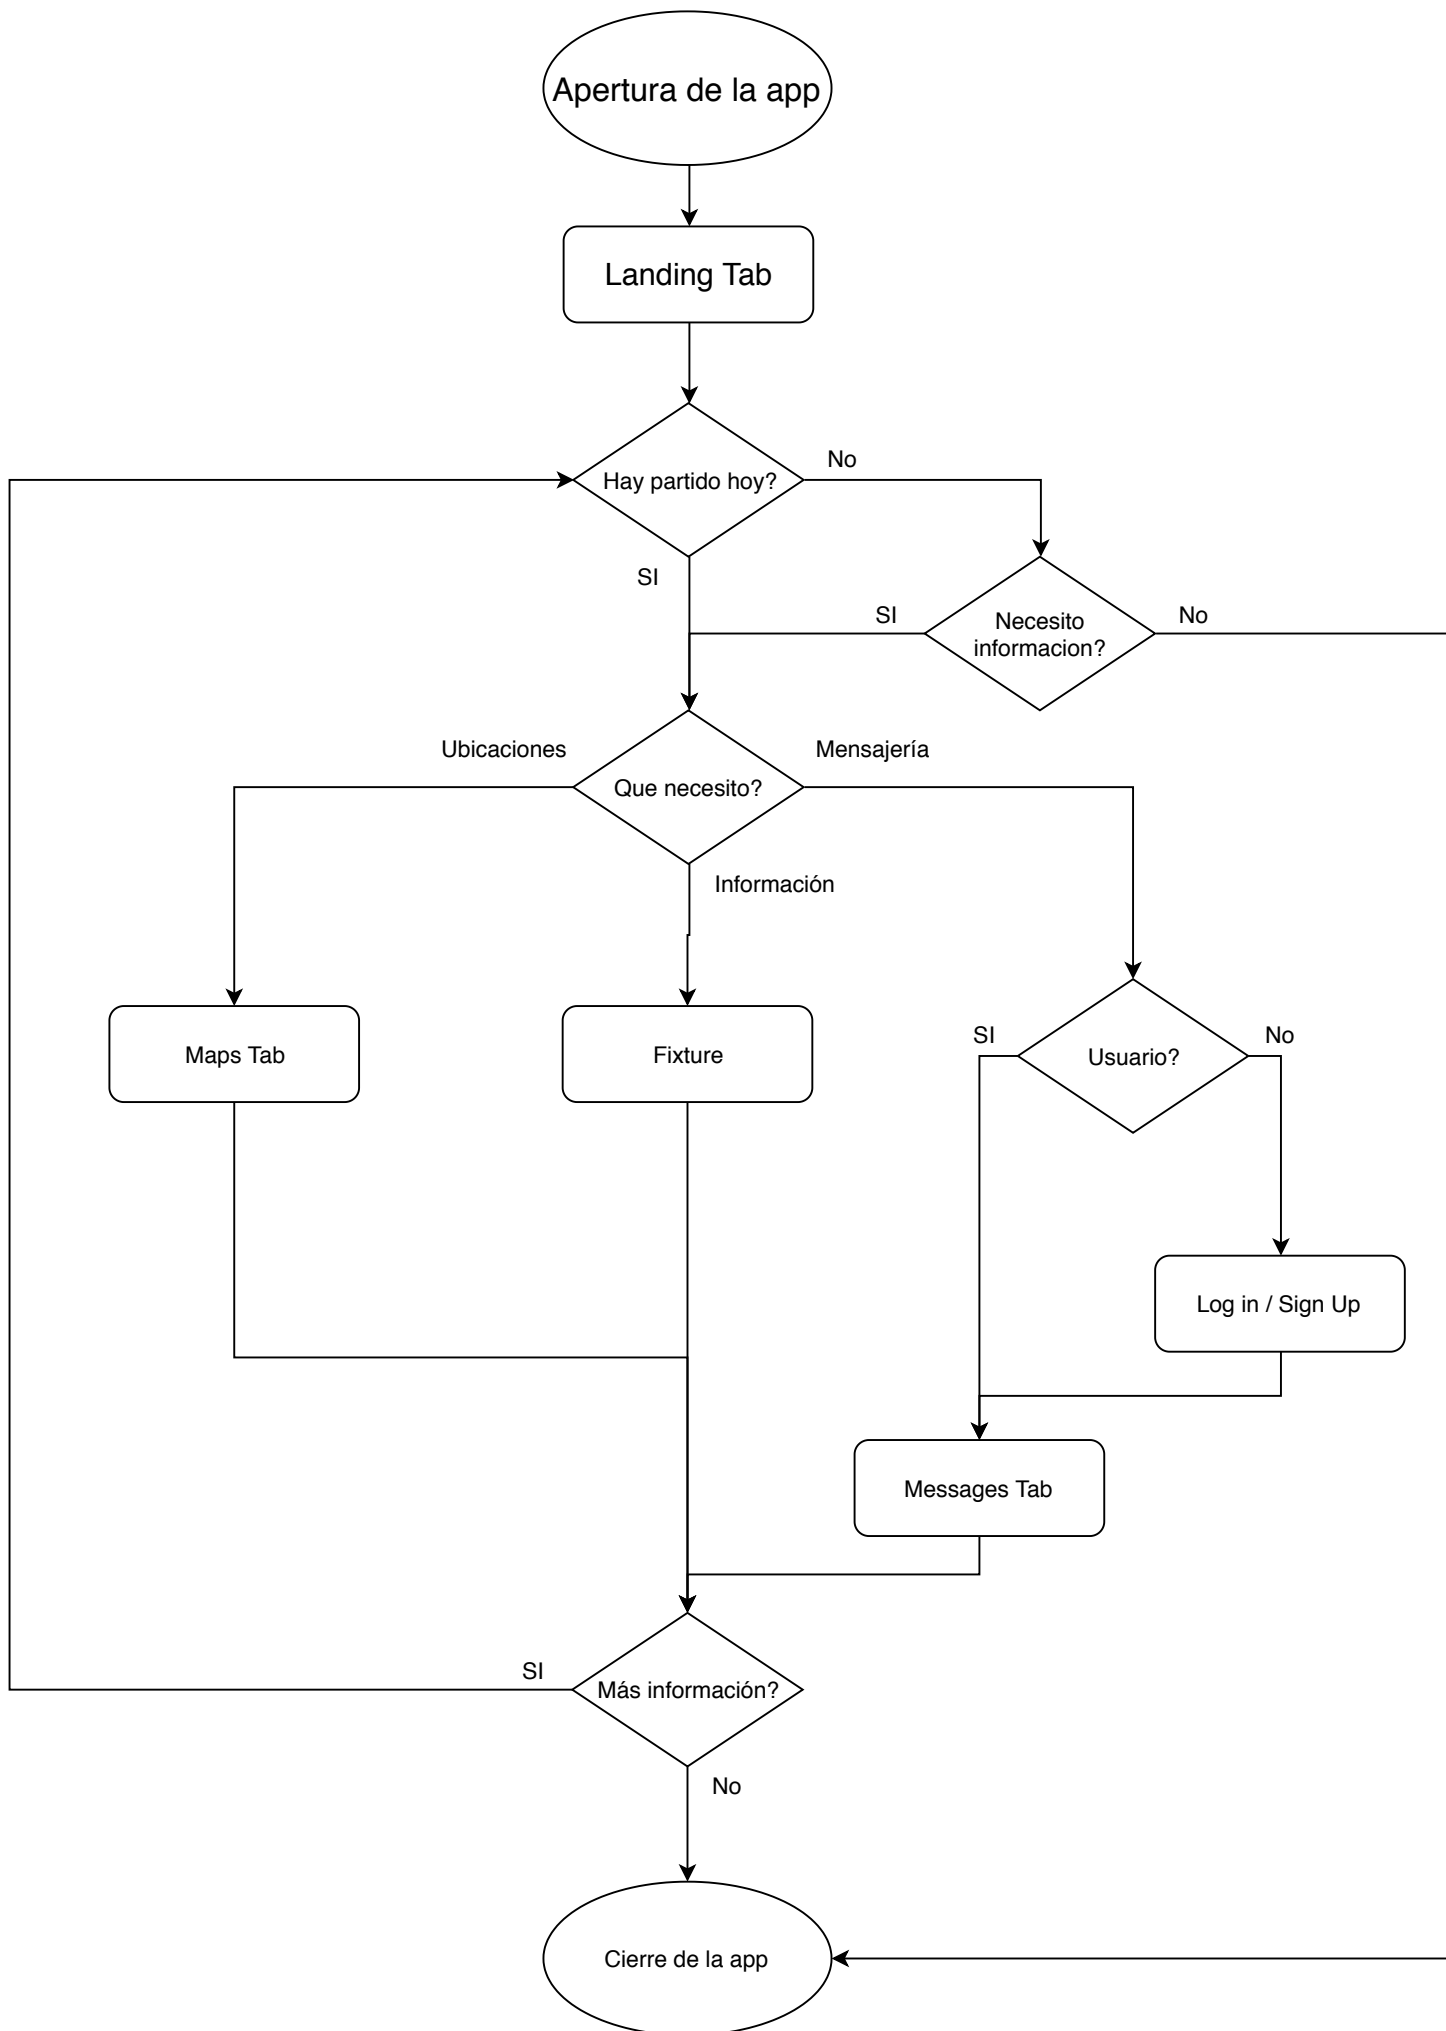 Apertura de la app
Landing Tab
Hay partido hoy?
No
SI
SI
Necesito
informacion?
No
Ubicaciones
Que necesito?
Mensajería
Información
Maps Tab
Fixture
SI
Usuario?
No
Log in / Sign Up
Messages Tab
SI
Más información?
No
Cierre de la app